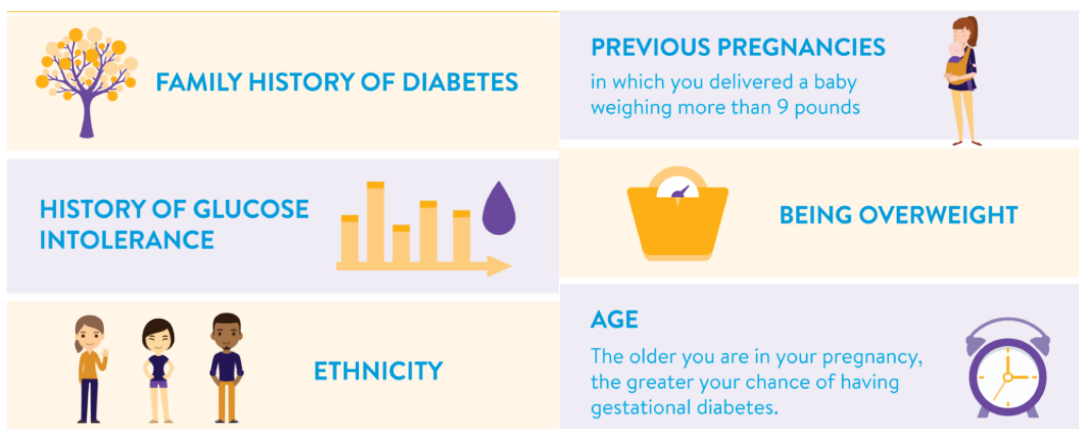 FAMILY HISTORY OF DIABETES
HISTORY OF GLUCOSE
INTOLERANCE
ETHNICITY
PREVIOUS PREGNANCIES
in which you delivered a baby
weighing more than 9 pounds
BEING OVERWEIGHT
AGE
The older you are in your pregnancy,
the greater your chance of having
gestational diabetes.